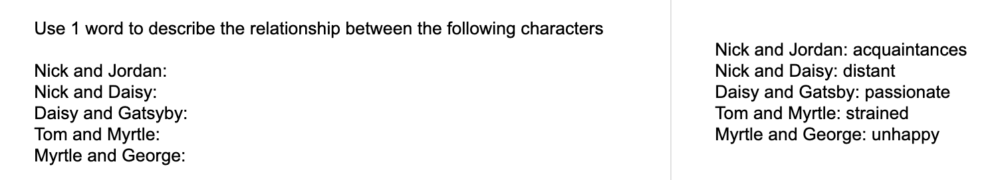 Use 1 word to describe the relationship between the following characters
Nick and Jordan:
Nick and Daisy:
Daisy and Gatsyby:
Tom and Myrtle:
Myrtle and George:
Nick and Jordan: acquaintances
Nick and Daisy: distant
Daisy and Gatsby: passionate
Tom and Myrtle: strained
Myrtle and George: unhappy